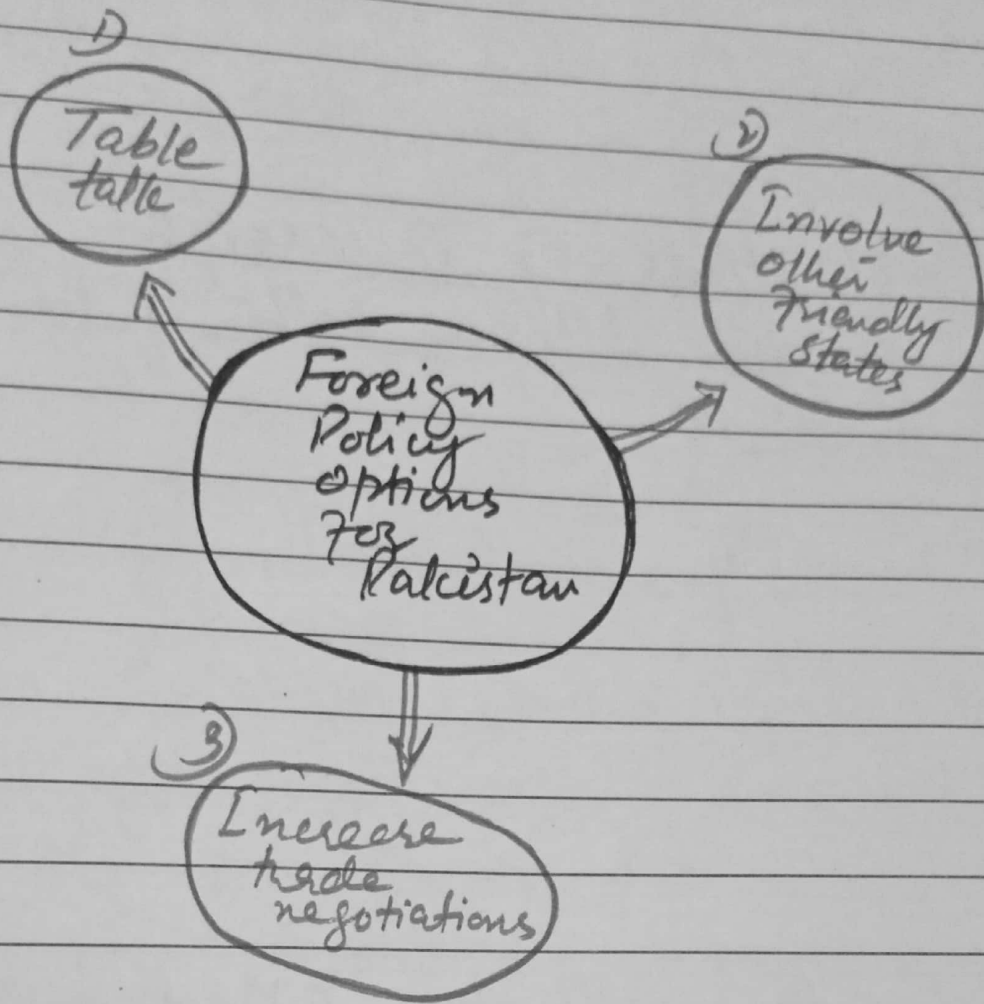 1)
Table
talk
2)
Involve
other
Friendly
states
Foreign
Policy
options
For
Pakistan
3)
Increase
trade
negotiations